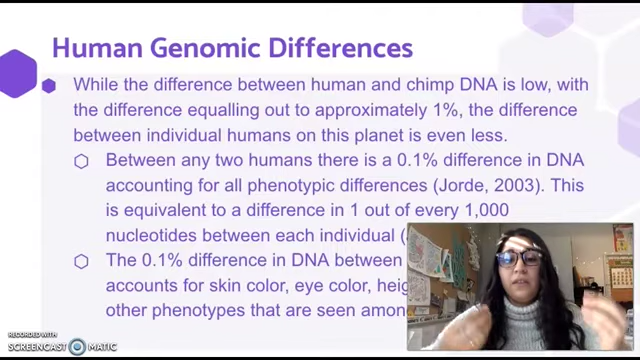 Human Genomic Differences
While the difference between human and chimp DNA is low, with
the difference equalling out to approximately 1%, the difference
between individual humans on this planet is even less.
Between any two humans there is a 0.1% difference in DNA
accounting for all phenotypic differences (Jorde, 2003). This
is equivalent to a difference in 1 out of every 1,000
nucleotides between each individual (
The 0.1% difference in DNA between
accounts for skin color, eye color,
other phenotypes that are seen
RECORDED WITH
SCREENCAST MATIC